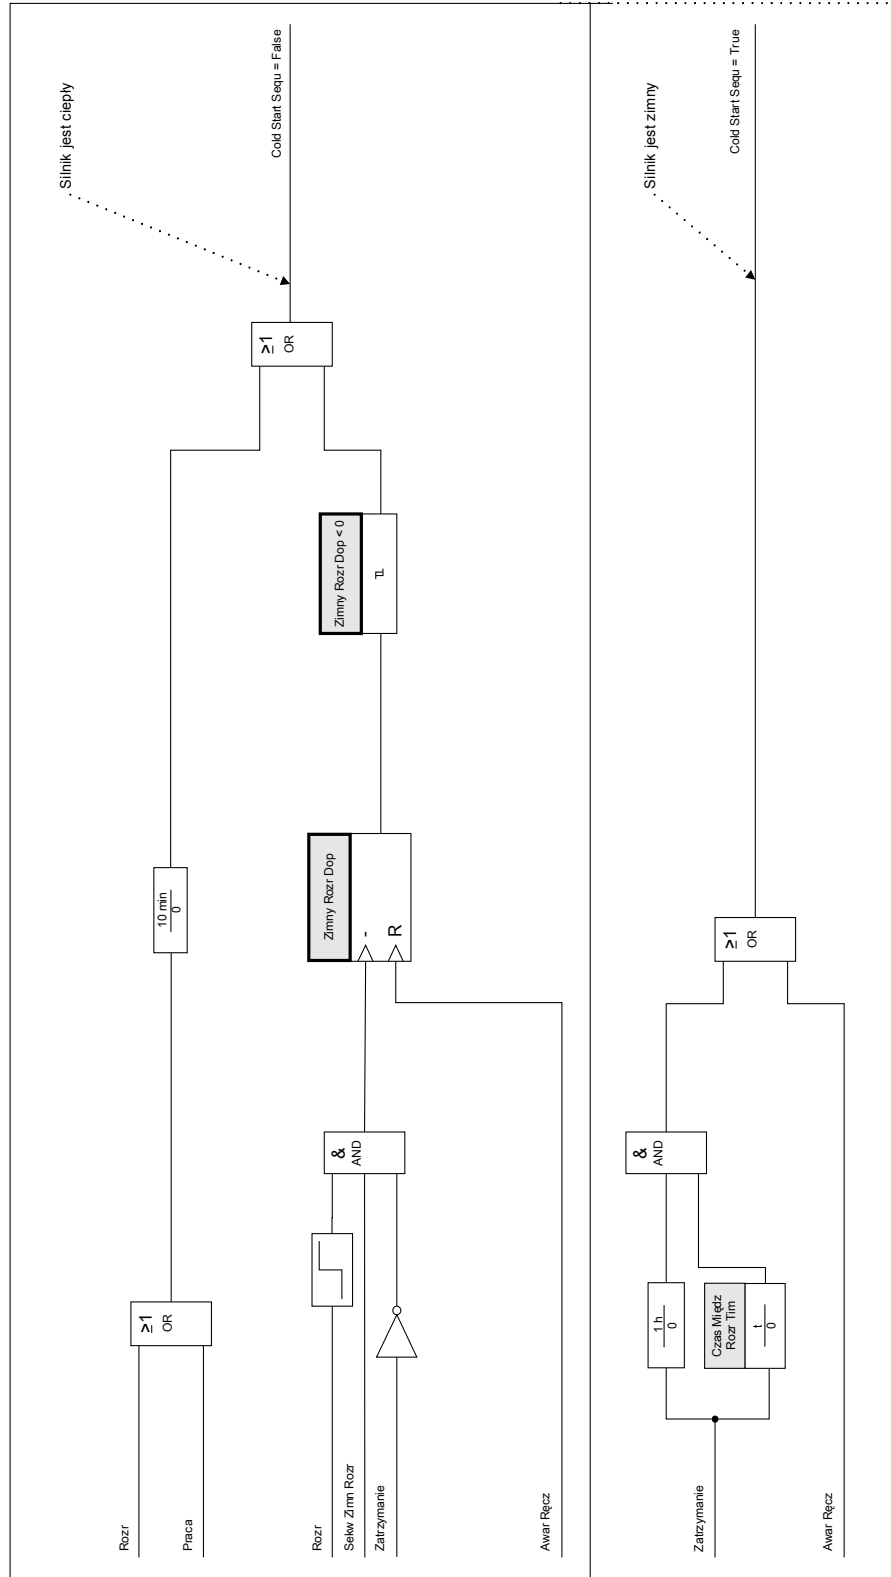 Rozr
Praca
≥1
OR
10 min
0
≥1
OR
Silnik jest ciepły
Cold Start Sequ = False
Rozr
Sekw Zimn Rozr
Zatrzymanie
Awar Ręcz
&
AND
Zimny Rozr Dop
-
R
Zimny Rozr Dop < 0
Zatrzymanie
Awar Ręcz
1 h
0
Czas Międz
Rozr Tim
t
0
&
AND
≥1
OR
Silnik jest zimny
Cold Start Sequ = True